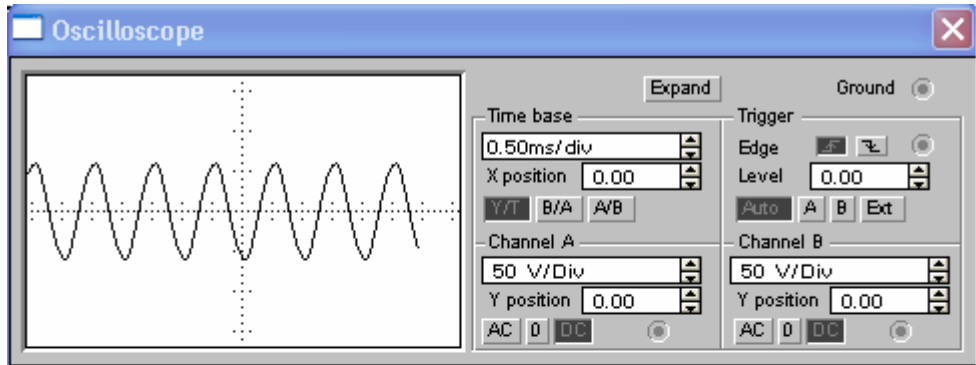 Oscilloscope
Expand
Ground
Time base
0.50ms/div
X position 0.00
Y/T B/A A/B
Trigger
Edge
Level 0.00
Auto A B Ext
Channel A
50 V/Div
Y position 0.00
AC 0 DC
Channel B
50 V/Div
Y position 0.00
AC 0 DC